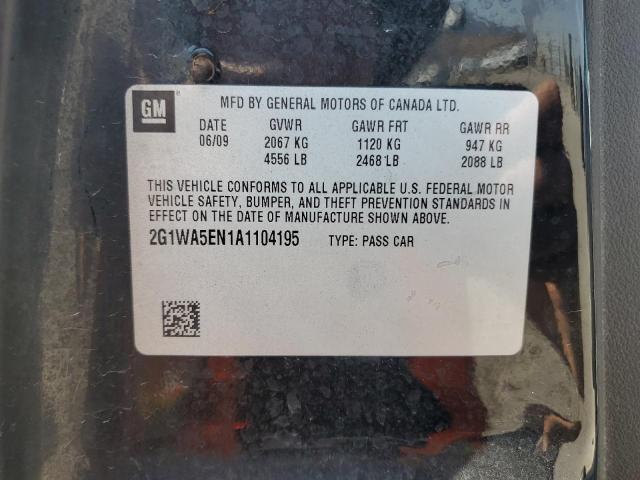 GM
MFD BY GENERAL MOTORS OF CANADA LTD.
DATE GVWR GAWR FRT GAWR RR
06/09 2067 KG 1120 KG 947 KG
4556 LB 2468 LB 2088 LB
THIS VEHICLE CONFORMS TO ALL APPLICABLE U.S. FEDERAL MOTOR
VEHICLE SAFETY, BUMPER, AND THEFT PREVENTION STANDARDS IN
EFFECT ON THE DATE OF MANUFACTURE SHOWN ABOVE.
2G1WA5EN1A1104195 TYPE: PASS CAR